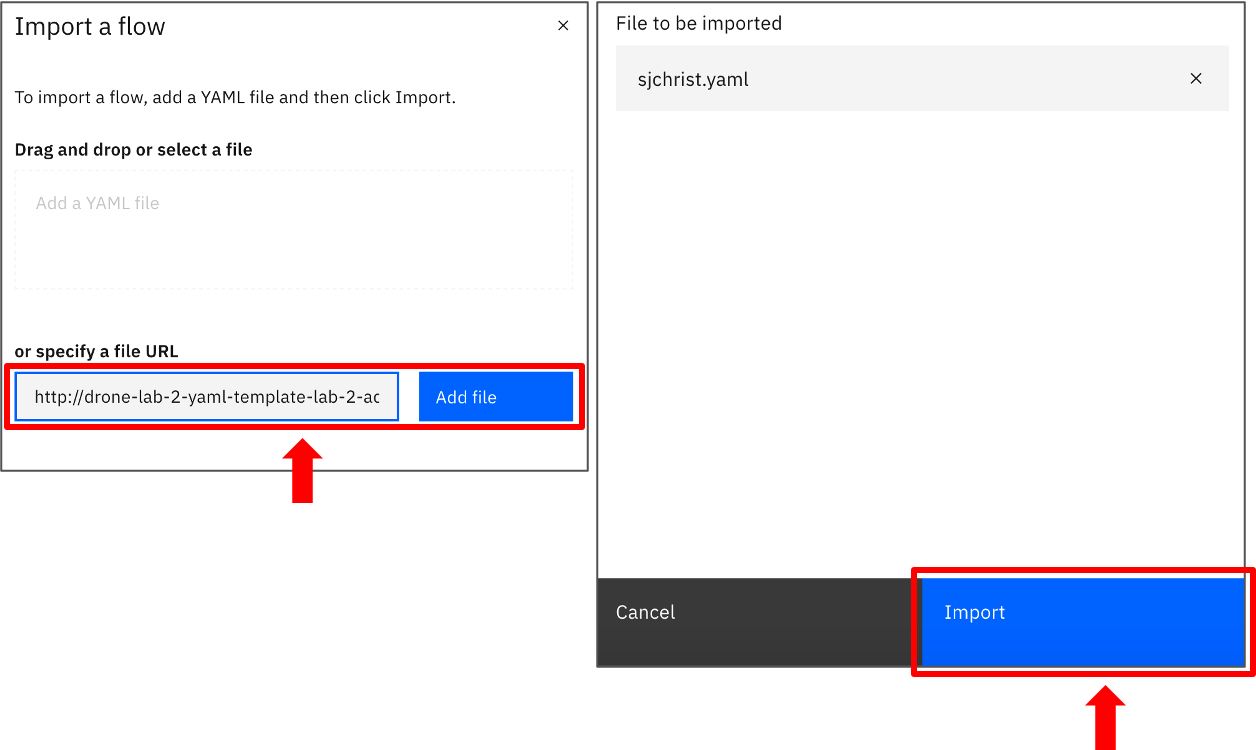 Import a flow
To import a flow, add a YAML file and then click Import.
Drag and drop or select a file
Add a YAML file
or specify a file URL
http://drone-lab-2-yaml-template-lab-2-ac
Add file
File to be imported
sjchrist.yaml
Cancel
Import